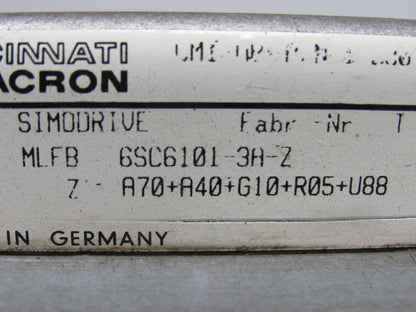 CINNATI
ACRON
SIMODRIVE Fabr Nr T
MLFB 6SC6101-3A-Z
Z A70+A40+G10+R05+U88
IN GERMANY